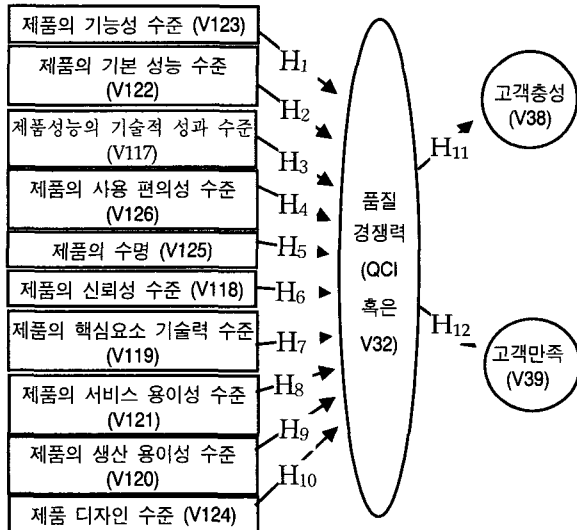 제품의 기능성 수준 (V123)
제품의 기본 성능 수준
(V122)
제품성능의 기술적 성과 수준
(V117)
제품의 사용 편의성 수준
(V126)
제품의 수명 (V125)
제품의 신뢰성 수준 (V118)
제품의 핵심요소 기술력 수준
(V119)
제품의 서비스 용이성 수준
(V121)
제품의 생산 용이성 수준
(V120)
제품 디자인 수준 (V124)
H1
H2
H3
H4
H5
H6
H7
H8
H9
H10
품질
경쟁력
(QCI
혹은
V32)
H11
H12
고객충성
(V38)
고객만족
(V39)